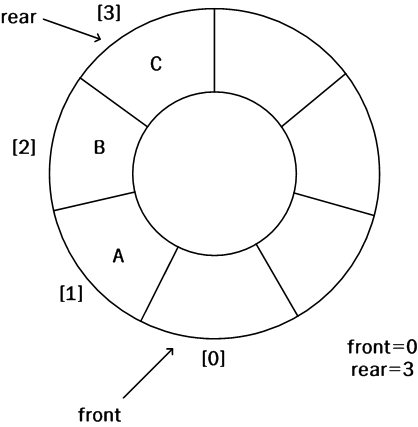 [3]
rear
C
[2]
B
A
[1]
[0]
front=0
rear=3
front